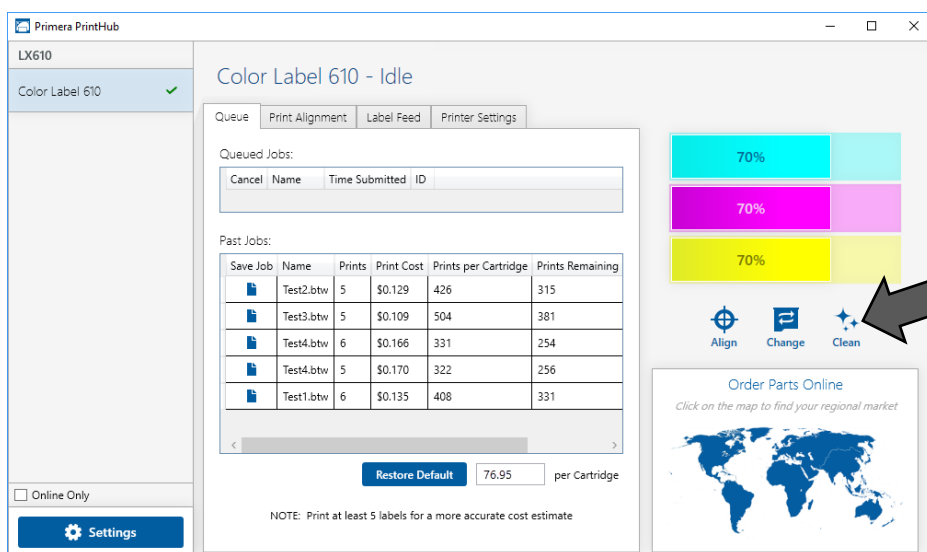 Primera PrintHub
LX610
Color Label 610
Color Label 610 - Idle
Queue Print Alignment Label Feed Printer Settings
Queued Jobs:
Cancel Name Time Submitted ID
Past Jobs:
Save Job Name Prints Print Cost Prints per Cartridge Prints Remaining
Test2.btw 5 $0.129 426 315
Test3.btw 5 $0.109 504 381
Test4.btw 6 $0.166 331 254
Test4.btw 5 $0.170 322 256
Test1.btw 6 $0.135 408 331
Restore Default 76.95 per Cartridge
NOTE: Print at least 5 labels for a more accurate cost estimate
70%
70%
70%
Align Change Clean
Order Parts Online
Click on the map to find your regional market
Online Only
Settings